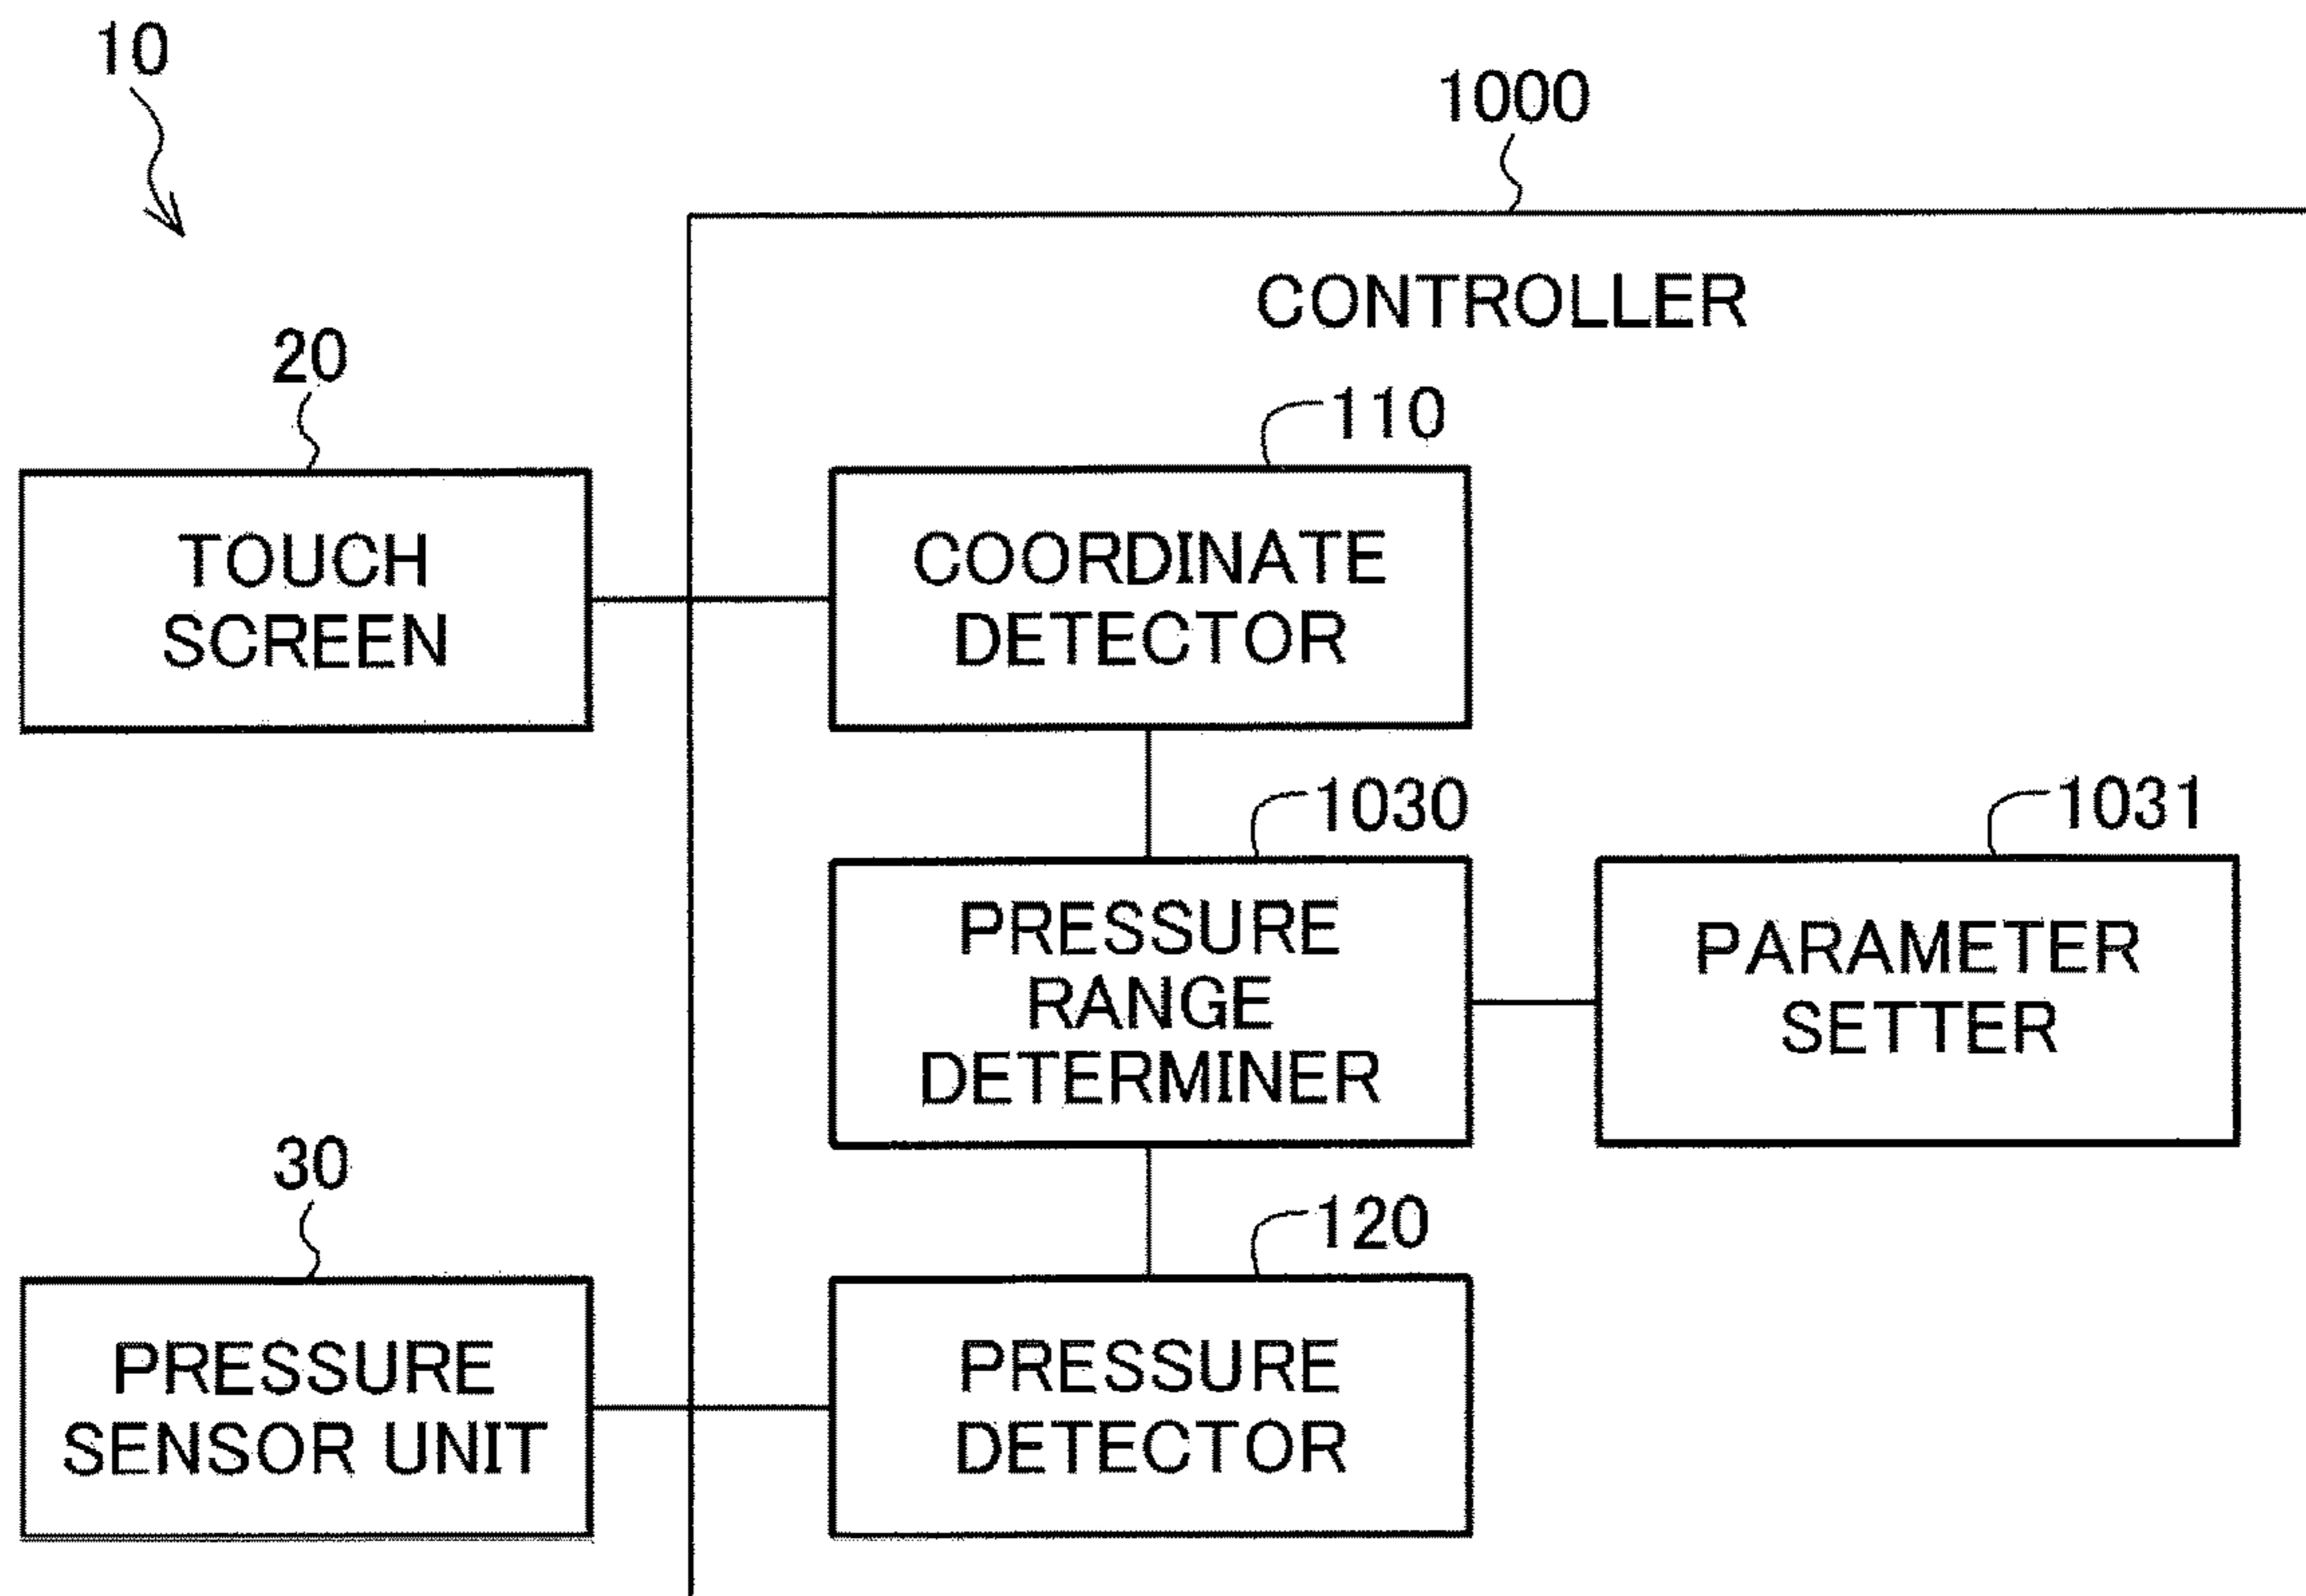 10
1000
CONTROLLER
20
110
TOUCH
SCREEN
COORDINATE
DETECTOR
1030
1031
PRESSURE
RANGE
DETERMINER
PARAMETER
SETTER
30
120
PRESSURE
SENSOR UNIT
PRESSURE
DETECTOR